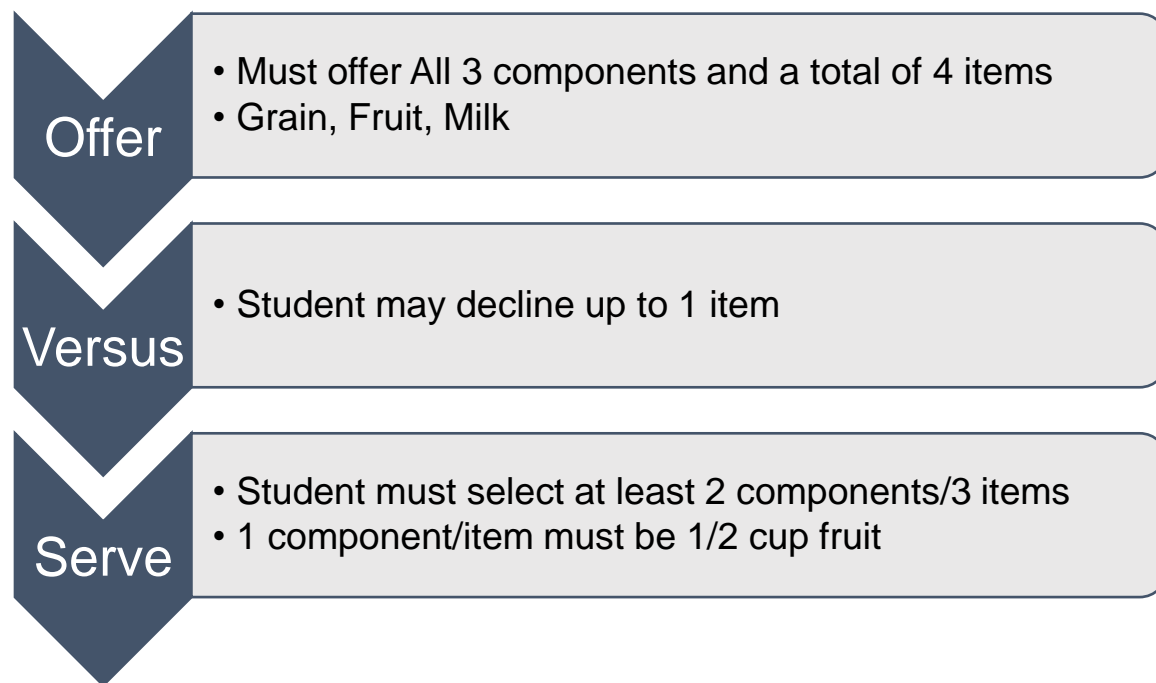 Offer
• Must offer All 3 components and a total of 4 items
• Grain, Fruit, Milk
Versus
• Student may decline up to 1 item
Serve
• Student must select at least 2 components/3 items
• 1 component/item must be 1/2 cup fruit